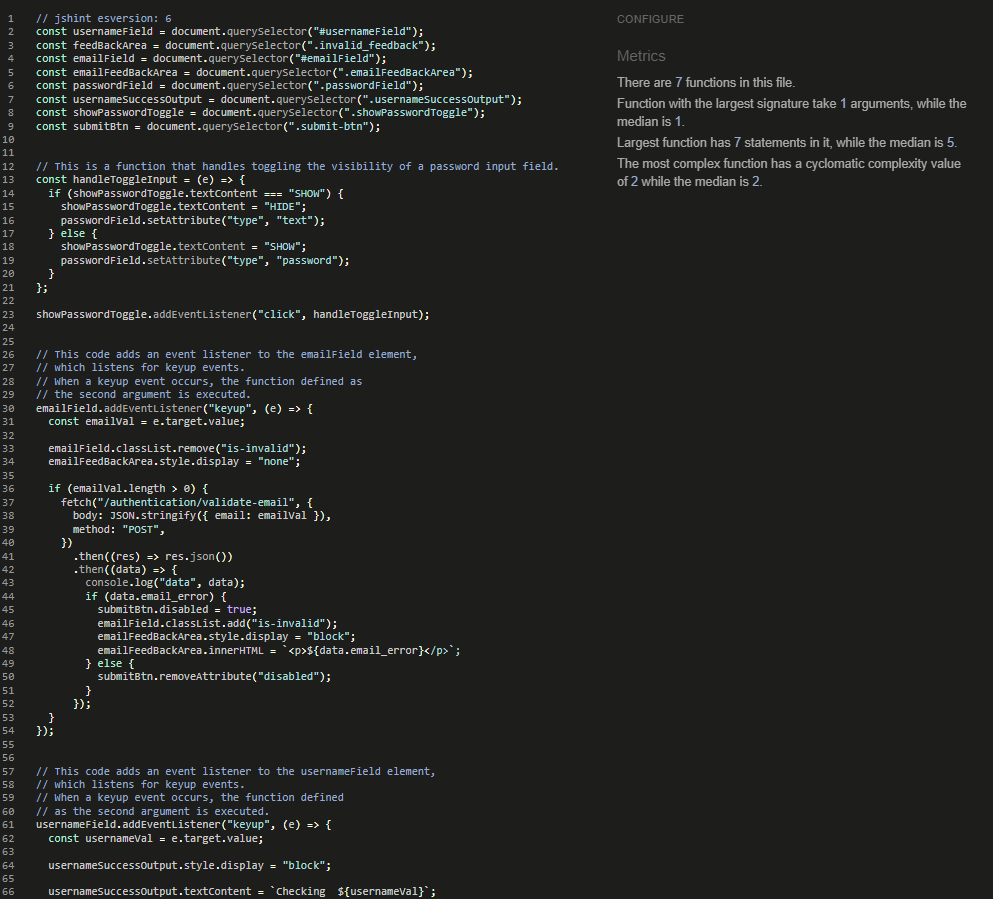 1 // jshint esversion: 6
2 const usernameField = document.querySelector("#usernameField");
3 const feedBackArea = document.querySelector(".invalid_feedback");
4 const emailField = document.querySelector("#emailField");
5 const emailFeedBackArea = document.querySelector(".emailFeedBackArea");
6 const passwordField = document.querySelector(".passwordField");
7 const usernameSuccessOutput = document.querySelector(".usernameSuccessOutput");
8 const showPasswordToggle = document.querySelector(".showPasswordToggle");
9 const submitBtn = document.querySelector(".submit-btn");
10
11
12 // This is a function that handles toggling the visibility of a password input field.
13 const handleToggleInput = (e) => {
14   if (showPasswordToggle.textContent === "SHOW") {
15     showPasswordToggle.textContent = "HIDE";
16     passwordField.setAttribute("type", "text");
17   } else {
18     showPasswordToggle.textContent = "SHOW";
19     passwordField.setAttribute("type", "password");
20   }
21 };
22
23 showPasswordToggle.addEventListener("click", handleToggleInput);
24
25
26 // This code adds an event listener to the emailField element,
27 // which listens for keyup events.
28 // When a keyup event occurs, the function defined as
29 // the second argument is executed.
30 emailField.addEventListener("keyup", (e) => {
31   const emailVal = e.target.value;
32
33   emailField.classList.remove("is-invalid");
34   emailFeedBackArea.style.display = "none";
35
36   if (emailVal.length > 0) {
37     fetch("/authentication/validate-email", {
38       body: JSON.stringify({ email: emailVal }),
39       method: "POST",
40     })
41       .then((res) => res.json())
42       .then((data) => {
43         console.log("data", data);
44         if (data.email_error) {
45           submitBtn.disabled = true;
46           emailField.classList.add("is-invalid");
47           emailFeedBackArea.style.display = "block";
48           emailFeedBackArea.innerHTML = `<p>${data.email_error}</p>`;
49         } else {
50           submitBtn.removeAttribute("disabled");
51         }
52       });
53   }
54 });
55
56
57 // This code adds an event listener to the usernameField element,
58 // which listens for keyup events.
59 // When a keyup event occurs, the function defined
60 // as the second argument is executed.
61 usernameField.addEventListener("keyup", (e) => {
62   const usernameVal = e.target.value;
63
64   usernameSuccessOutput.style.display = "block";
65
66   usernameSuccessOutput.textContent = `Checking  ${usernameVal}`;
CONFIGURE
Metrics
There are 7 functions in this file.
Function with the largest signature take 1 arguments, while the
median is 1.
Largest function has 7 statements in it, while the median is 5.
The most complex function has a cyclomatic complexity value
of 2 while the median is 2.